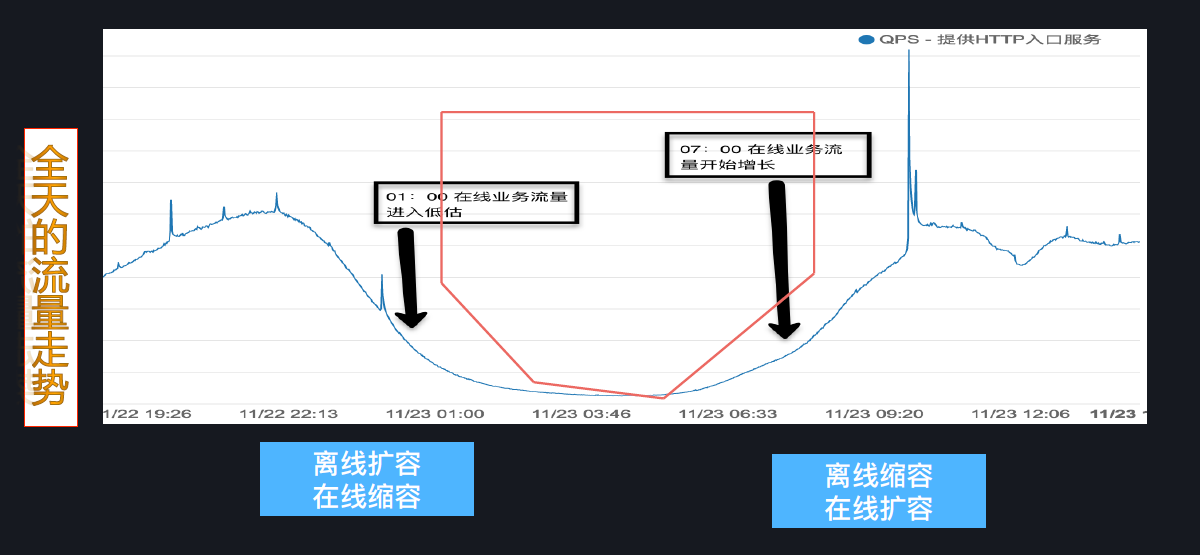 QPS - 提供HTTP入口服务
全天的流量走势
01：00 在线业务流量
进入低估
07：00 在线业务流
量开始增长
1/22 19:26
11/22 22:13
11/23 01:00
11/23 03:46
11/23 06:33
11/23 09:20
11/23 12:06
11/23 1
离线扩容
在线缩容
离线缩容
在线扩容